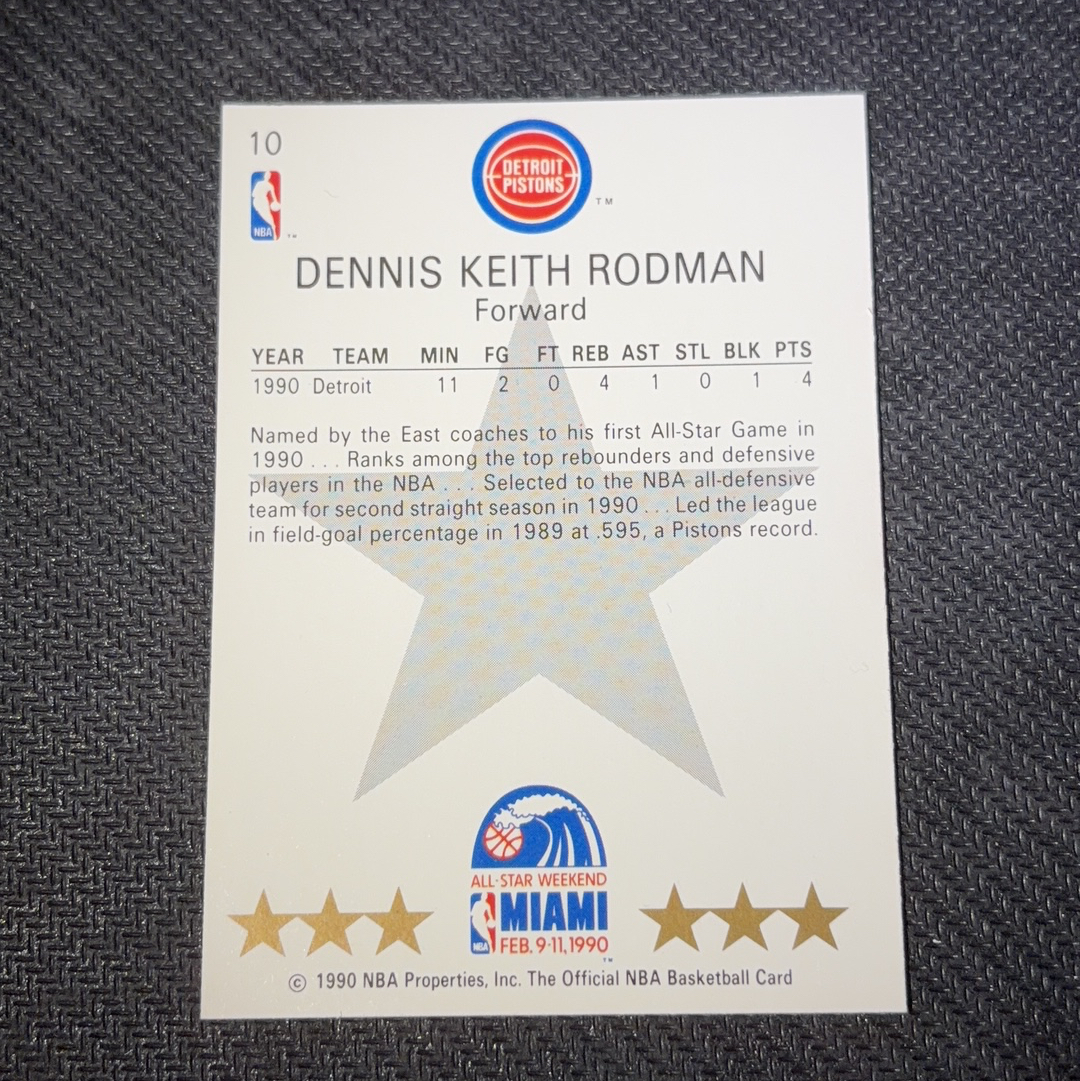 10
DETROIT
PISTONS
TM
NBA
TM
DENNIS KEITH RODMAN
Forward
YEAR TEAM MIN FG FT REB AST STL BLK PTS
1990 Detroit 11 2 0 4 1 0 1 4
Named by the East coaches to his first All-Star Game in
1990 . . . Ranks among the top rebounders and defensive
players in the NBA . . . Selected to the NBA all-defensive
team for second straight season in 1990 . . . Led the league
in field-goal percentage in 1989 at .595, a Pistons record.
ALL·STAR WEEKEND
MIAMI
NBA FEB. 9·11, 1990
TM
© 1990 NBA Properties, Inc. The Official NBA Basketball Card